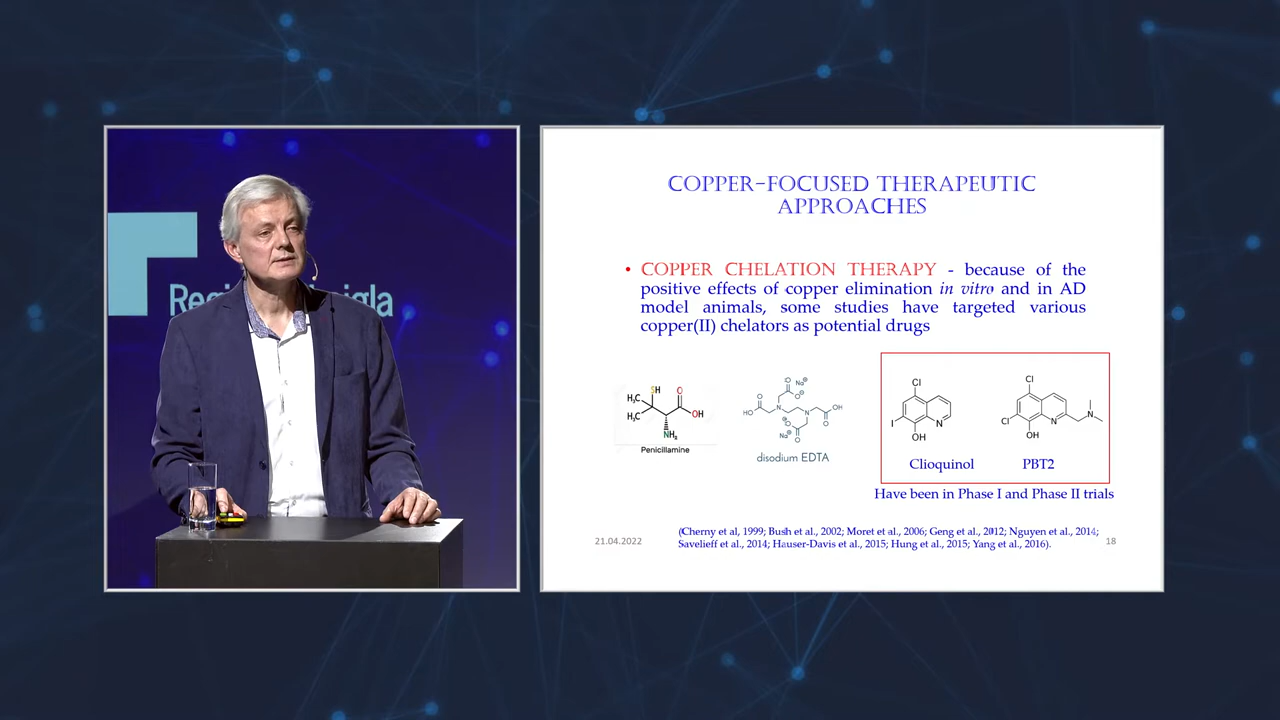 COPPER-FOCUSED THERAPEUTIC
APPROACHES
• COPPER CHELATION THERAPY - because of the
positive effects of copper elimination in vitro and in AD
model animals, some studies have targeted various
copper(II) chelators as potential drugs
SH
O
H₃C
H₃C
OH
NH₂
Penicillamine
O
Na⊕
O⊖
O
HO
N
N
OH
O
⊖O
Na⊕
O
disodium EDTA
Cl
I
N
OH
Clioquinol
Cl
Cl
N
N
OH
PBT2
Have been in Phase I and Phase II trials
(Cherny et al, 1999; Bush et al., 2002; Moret et al., 2006; Geng et al., 2012; Nguyen et al., 2014;
Savelieff et al., 2014; Hauser-Davis et al., 2015; Hung et al., 2015; Yang et al., 2016).
21.04.2022
18